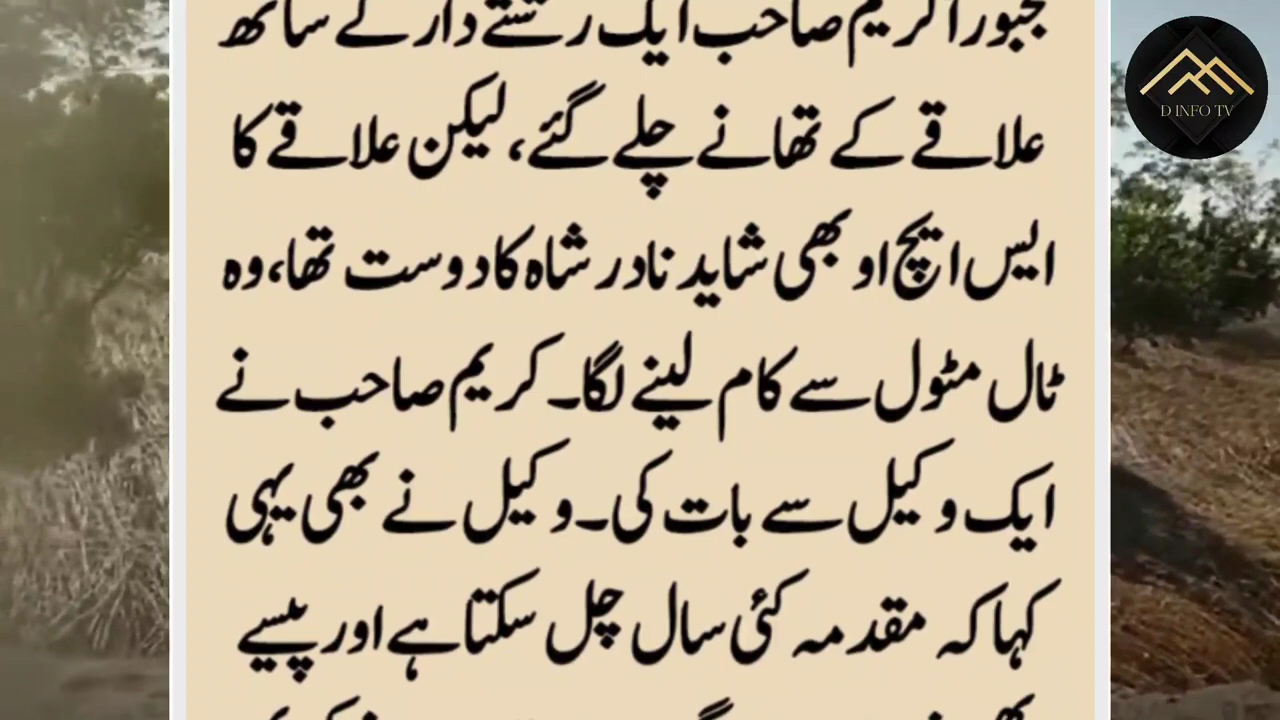 مجبوراً کریم صاحب ایک رشتے دار کے ساتھ
علاقے کے تھانے چلے گئے، لیکن علاقے کا
ایس ایچ او بھی شاید نادر شاہ کا دوست تھا، وہ
ٹال مٹول سے کام لینے لگا۔ کریم صاحب نے
ایک وکیل سے بات کی۔ وکیل نے بھی یہی
کہا کہ مقدمہ کئی سال چل سکتا ہے اور پیسے
D INFO TV